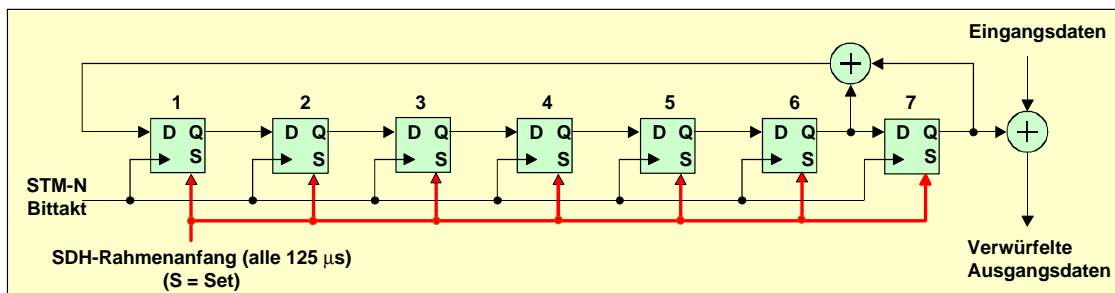 Eingangsdaten
1 2 3 4 5 6 7
D Q D Q D Q D Q D Q D Q D Q
S S S S S S S
STM-N
Bittakt
SDH-Rahmenanfang (alle 125 μs)
(S = Set)
Verwürfelte
Ausgangsdaten